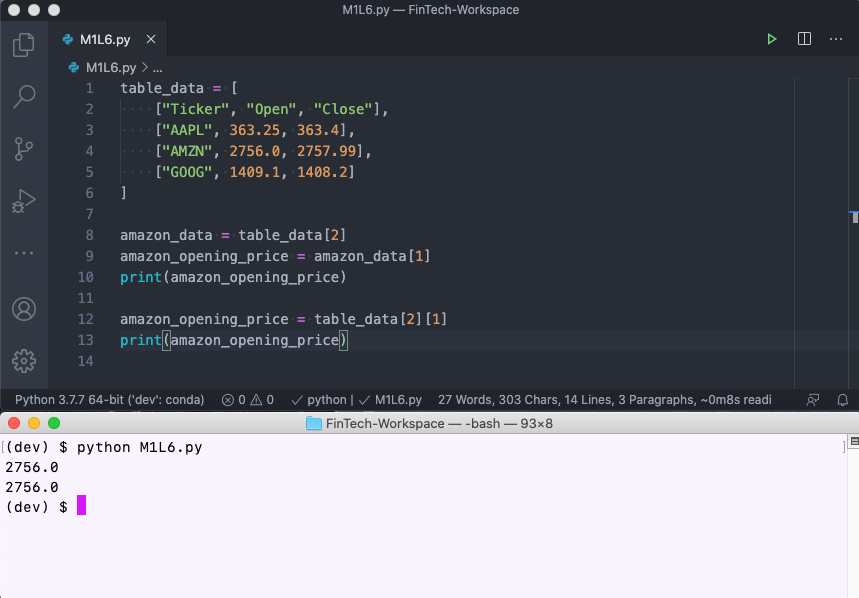 M1L6.py — FinTech-Workspace
M1L6.py
M1L6.py > ...
1 table_data = [
2 ["Ticker", "Open", "Close"],
3 ["AAPL", 363.25, 363.4],
4 ["AMZN", 2756.0, 2757.99],
5 ["GOOG", 1409.1, 1408.2]
6 ]
7
8 amazon_data = table_data[2]
9 amazon_opening_price = amazon_data[1]
10 print(amazon_opening_price)
11
12 amazon_opening_price = table_data[2][1]
13 print(amazon_opening_price)
14
Python 3.7.7 64-bit ('dev': conda) 0 0 ✓ python | ✓ M1L6.py 27 Words, 303 Chars, 14 Lines, 3 Paragraphs, ~0m8s readi
FinTech-Workspace — -bash — 93×8
[(dev) $ python M1L6.py ]
2756.0
2756.0
(dev) $